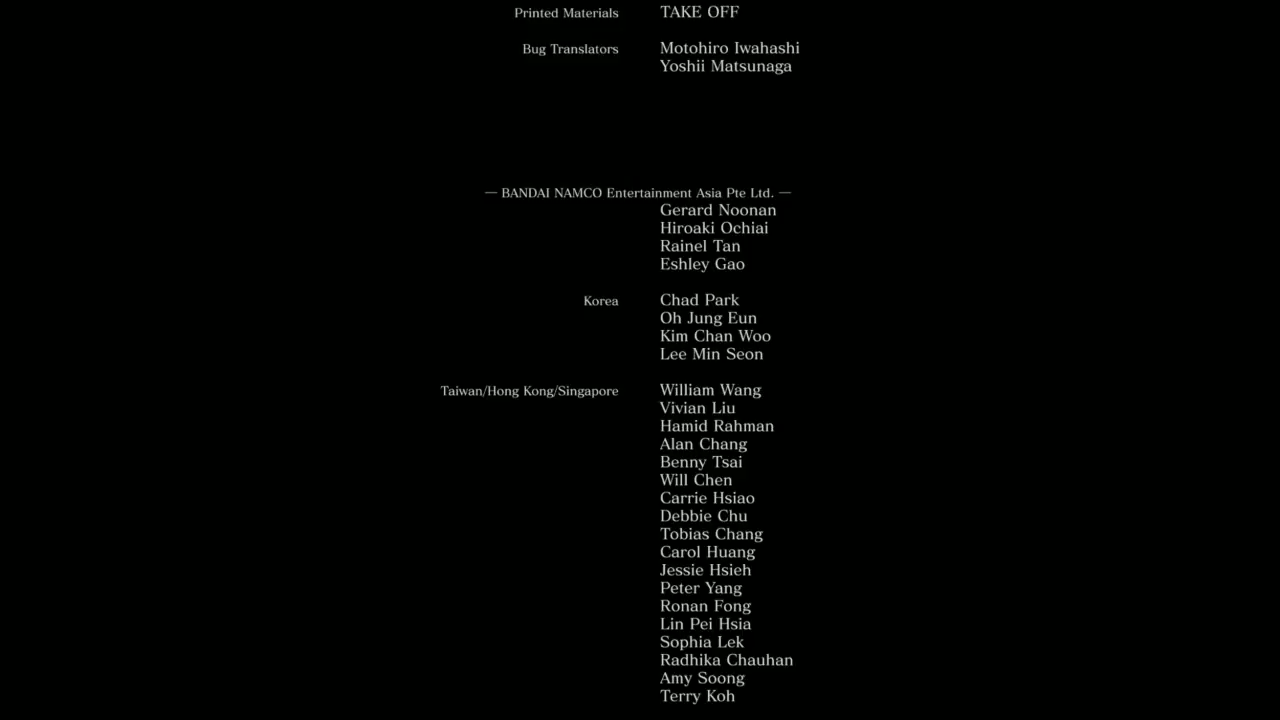 Printed Materials TAKE OFF
Bug Translators Motohiro Iwahashi
Yoshii Matsunaga
— BANDAI NAMCO Entertainment Asia Pte Ltd. —
Gerard Noonan
Hiroaki Ochiai
Rainel Tan
Eshley Gao
Korea Chad Park
Oh Jung Eun
Kim Chan Woo
Lee Min Seon
Taiwan/Hong Kong/Singapore William Wang
Vivian Liu
Hamid Rahman
Alan Chang
Benny Tsai
Will Chen
Carrie Hsiao
Debbie Chu
Tobias Chang
Carol Huang
Jessie Hsieh
Peter Yang
Ronan Fong
Lin Pei Hsia
Sophia Lek
Radhika Chauhan
Amy Soong
Terry Koh